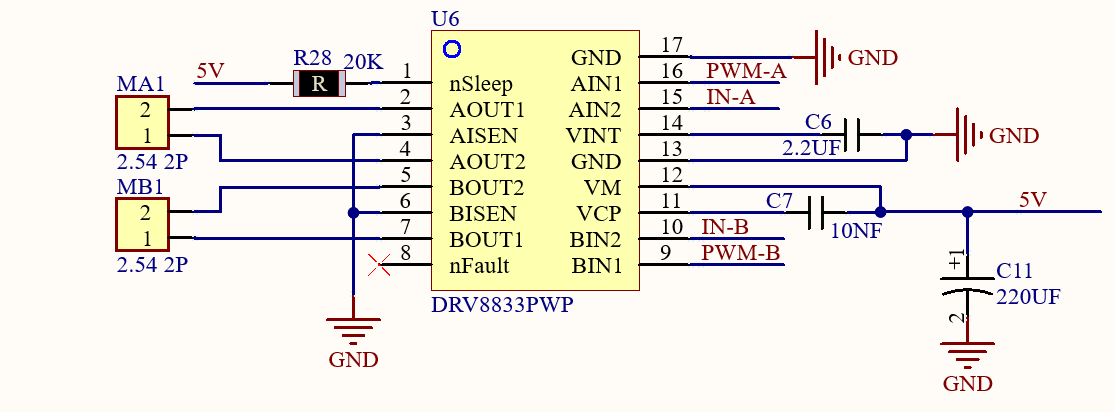 U6
R28 20K
5V
R
MA1
2
1
2.54 2P
MB1
2
1
2.54 2P
1 nSleep
2 AOUT1
3 AISEN
4 AOUT2
5 BOUT2
6 BISEN
7 BOUT1
8 nFault
GND 17
AIN1 16 PWM-A
AIN2 15 IN-A
VINT 14
GND 13
VM 12
VCP 11
BIN2 10 IN-B
BIN1 9 PWM-B
DRV8833PWP
GND
GND
C6
2.2UF
GND
C7
10NF
5V
+1
C11
220UF
2
GND